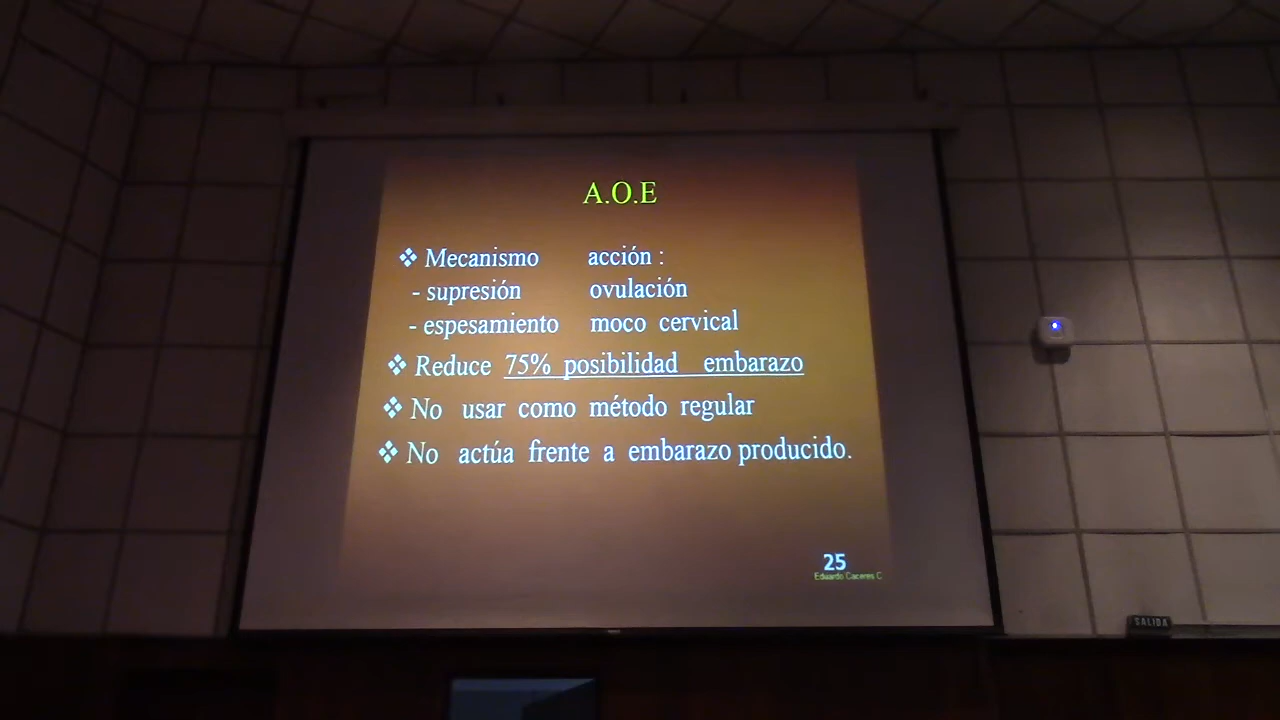 A.O.E
❖ Mecanismo acción :
- supresión ovulación
- espesamiento moco cervical
❖ Reduce 75% posibilidad embarazo
❖ No usar como método regular
❖ No actúa frente a embarazo producido.
25
Eduardo Caceres C
SALIDA